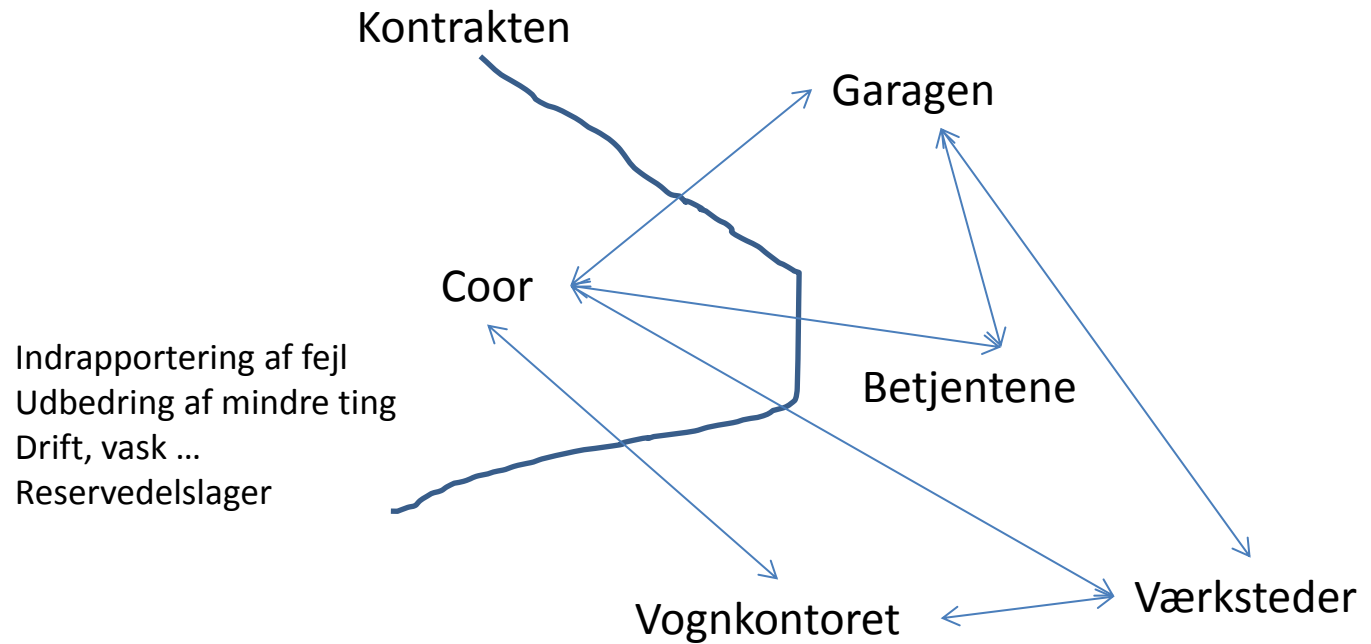 Kontrakten
Garagen
Coor
Indrapportering af fejl
Udbedring af mindre ting
Drift, vask …
Reservedelslager
Betjentene
Værksteder
Vognkontoret